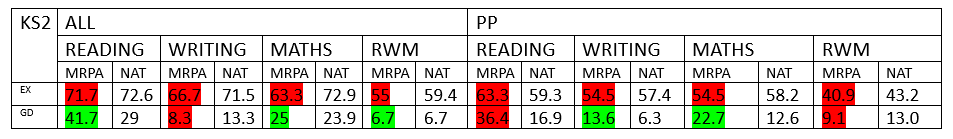 KS2 ALL PP
READING WRITING MATHS RWM READING WRITING MATHS RWM
MRPA NAT MRPA NAT MRPA NAT MRPA NAT MRPA NAT MRPA NAT MRPA NAT MRPA NAT
EX 71.7 72.6 66.7 71.5 63.3 72.9 55 59.4 63.3 59.3 54.5 57.4 54.5 58.2 40.9 43.2
GD 41.7 29 8.3 13.3 25 23.9 6.7 6.7 36.4 16.9 13.6 6.3 22.7 12.6 9.1 13.0